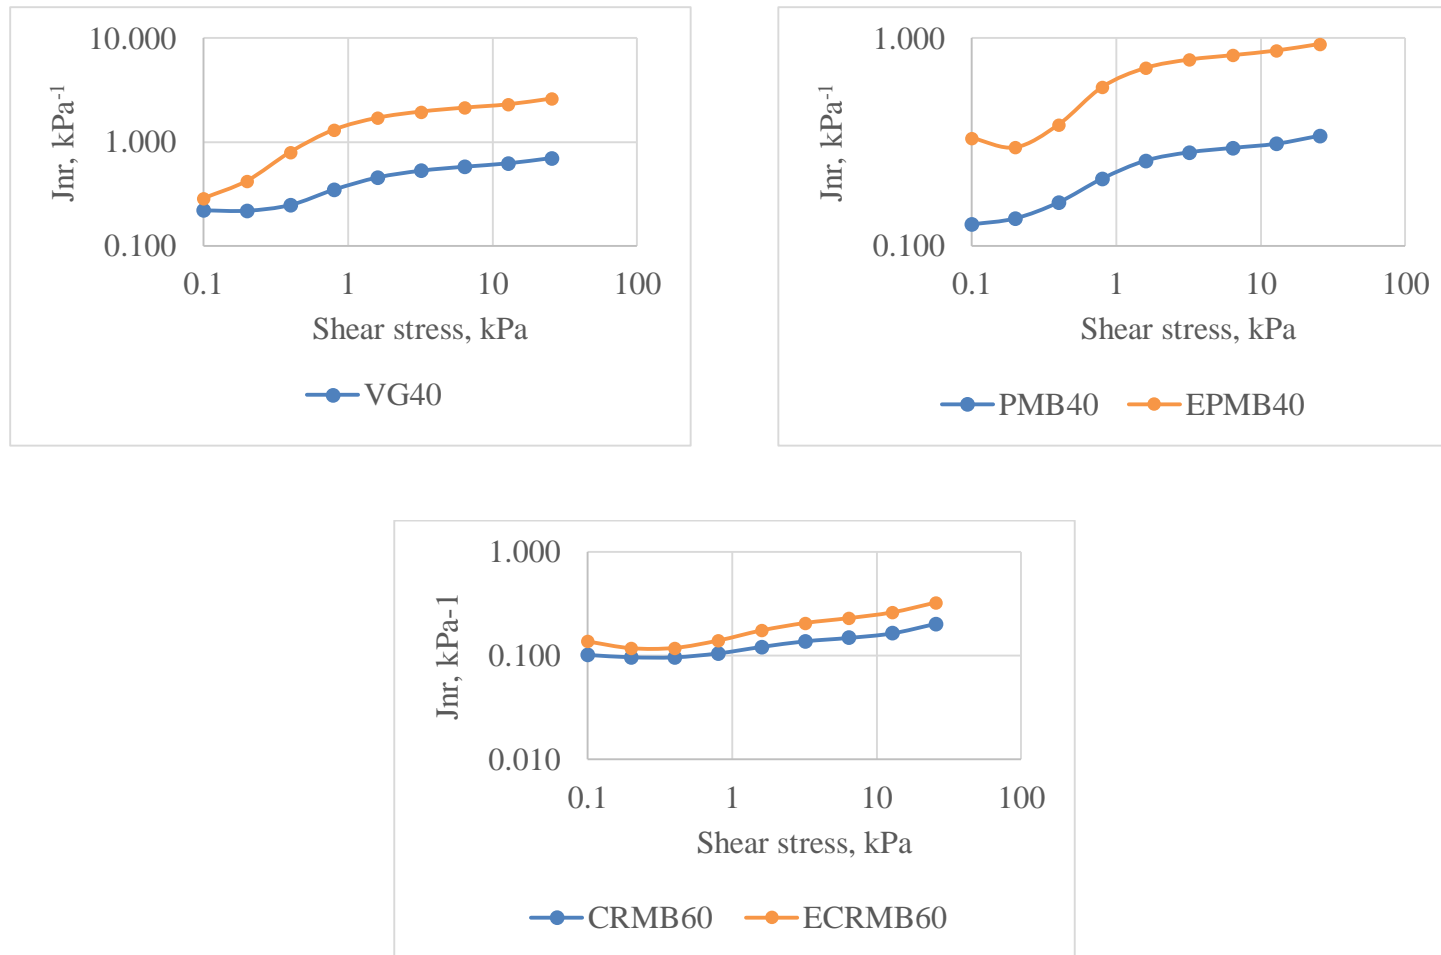 10.000
1.000
0.100
Jnr, kPa-1
0.1 1 10 100
Shear stress, kPa
VG40
1.000
0.100
Jnr, kPa-1
0.1 1 10 100
Shear stress, kPa
PMB40 EPMB40
1.000
0.100
0.010
Jnr, kPa-1
0.1 1 10 100
Shear stress, kPa
CRMB60 ECRMB60